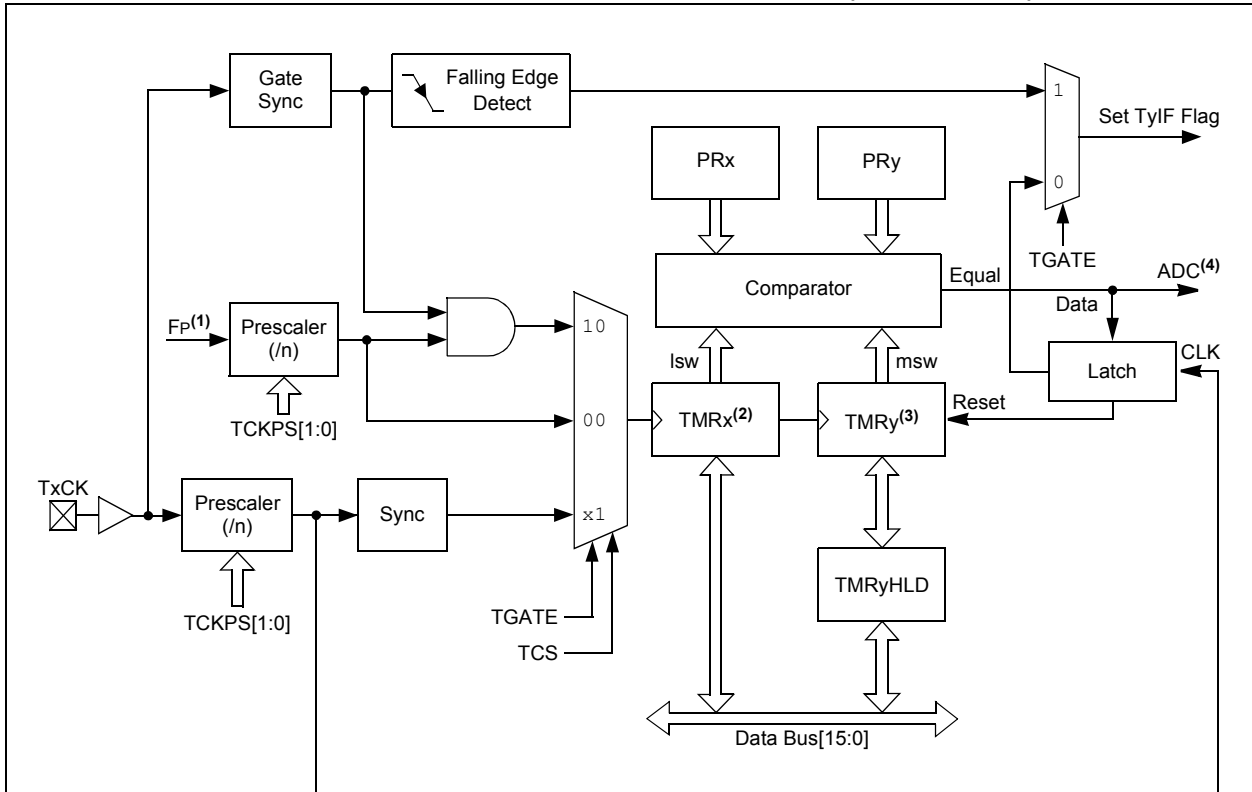 Gate
Sync
Falling Edge
Detect
1
Set TyIF Flag
PRx
PRy
0
TGATE
Comparator
Equal
ADC(4)
Data
FP(1)
Prescaler
(/n)
10
lsw
msw
CLK
Latch
TCKPS[1:0]
00
TMRx(2)
TMRy(3)
Reset
TxCK
Prescaler
(/n)
Sync
x1
TMRyHLD
TCKPS[1:0]
TGATE
TCS
Data Bus[15:0]